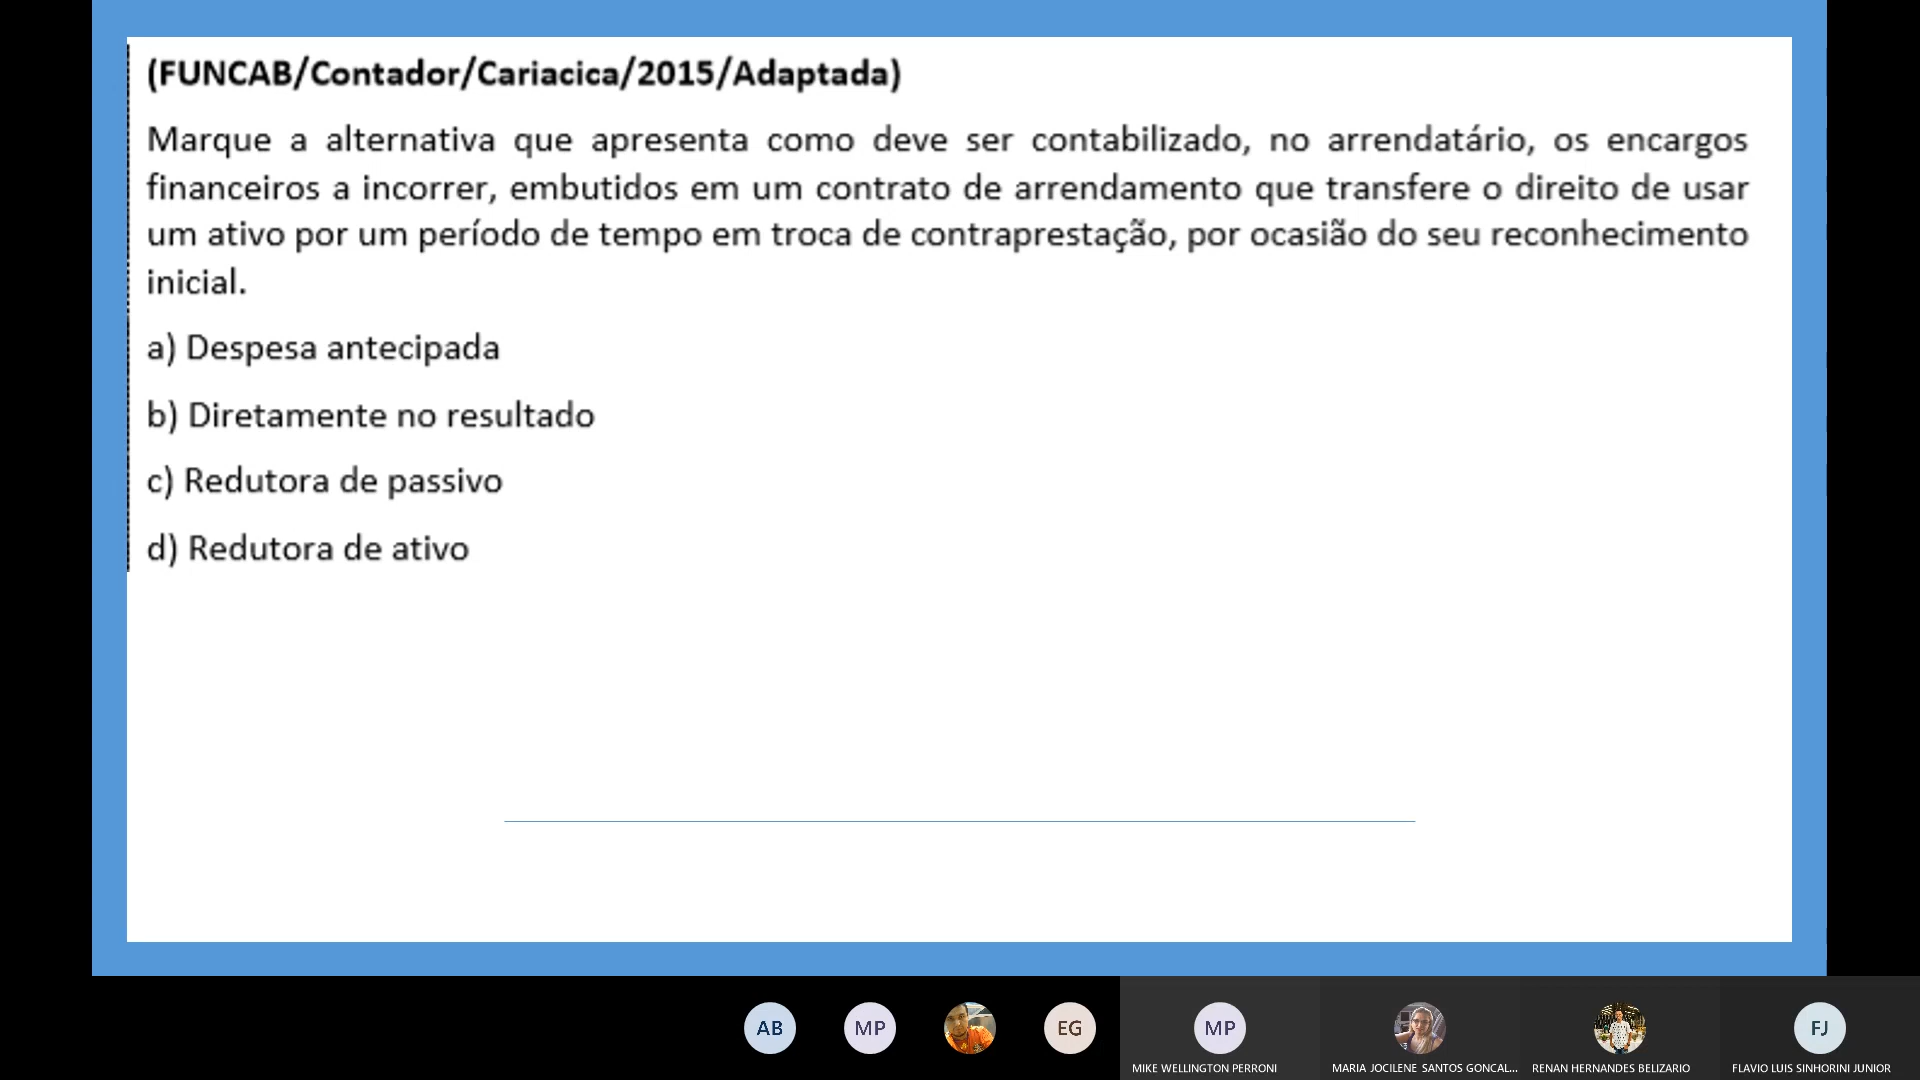 (FUNCAB/Contador/Cariacica/2015/Adaptada)
Marque a alternativa que apresenta como deve ser contabilizado, no arrendatário, os encargos
financeiros a incorrer, embutidos em um contrato de arrendamento que transfere o direito de usar
um ativo por um período de tempo em troca de contraprestação, por ocasião do seu reconhecimento
inicial.
a) Despesa antecipada
b) Diretamente no resultado
c) Redutora de passivo
d) Redutora de ativo
AB
MP
EG
MP
FJ
MIKE WELLINGTON PERRONI
MARIA JOCILENE SANTOS GONCAL...
RENAN HERNANDES BELIZARIO
FLAVIO LUIS SINHORINI JUNIOR